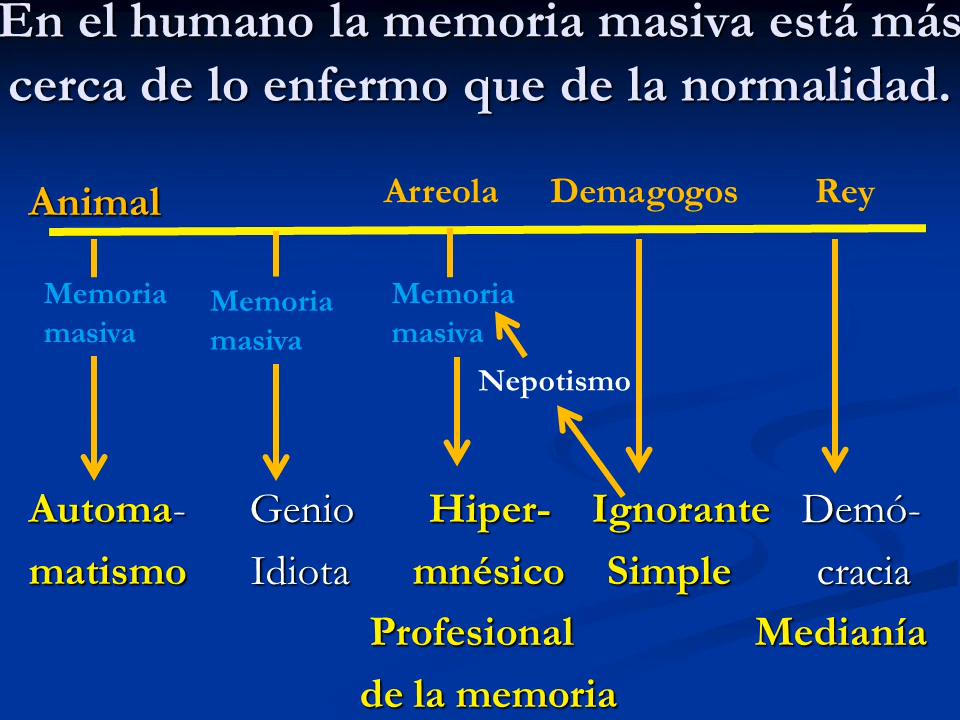 En el humano la memoria masiva está más
cerca de lo enfermo que de la normalidad.
Animal
Arreola Demagogos Rey
Memoria
masiva
Memoria
masiva
Memoria
masiva
Nepotismo
Automa- Genio Hiper- Ignorante Demó-
matismo Idiota mnésico Simple cracia
Profesional Medianía
de la memoria